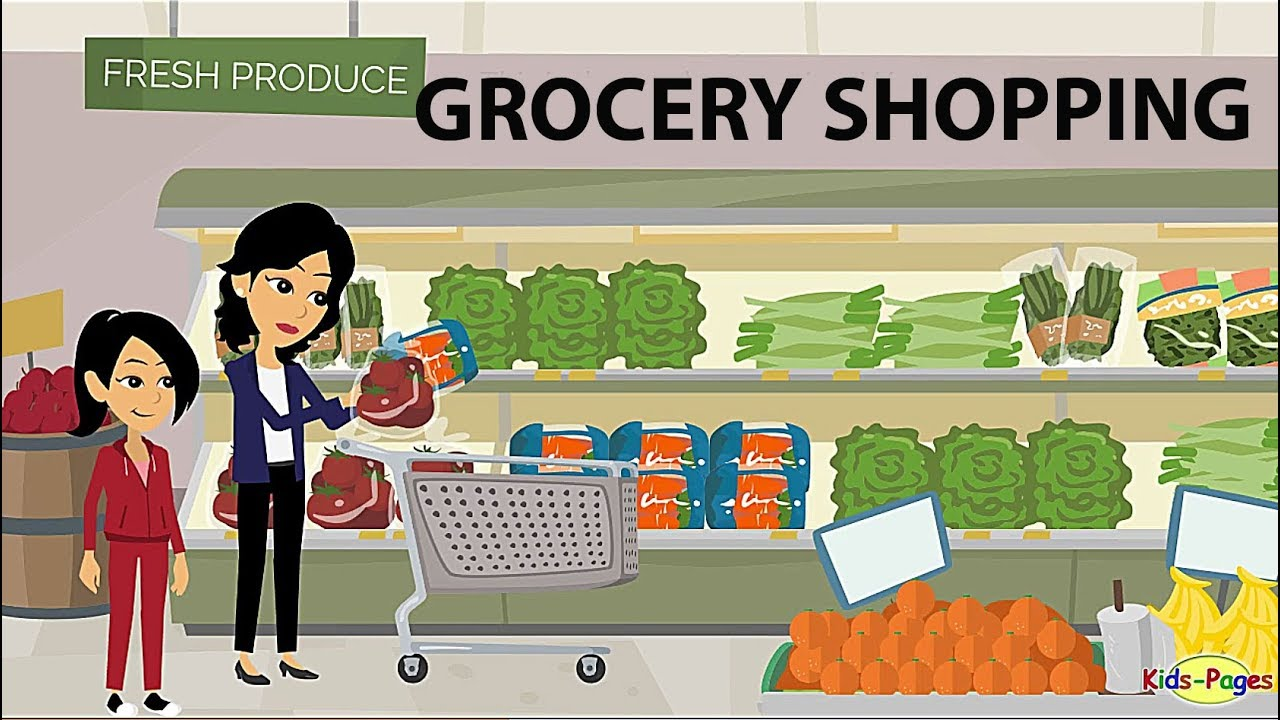 FRESH PRODUCE
GROCERY SHOPPING
Kids-Pages